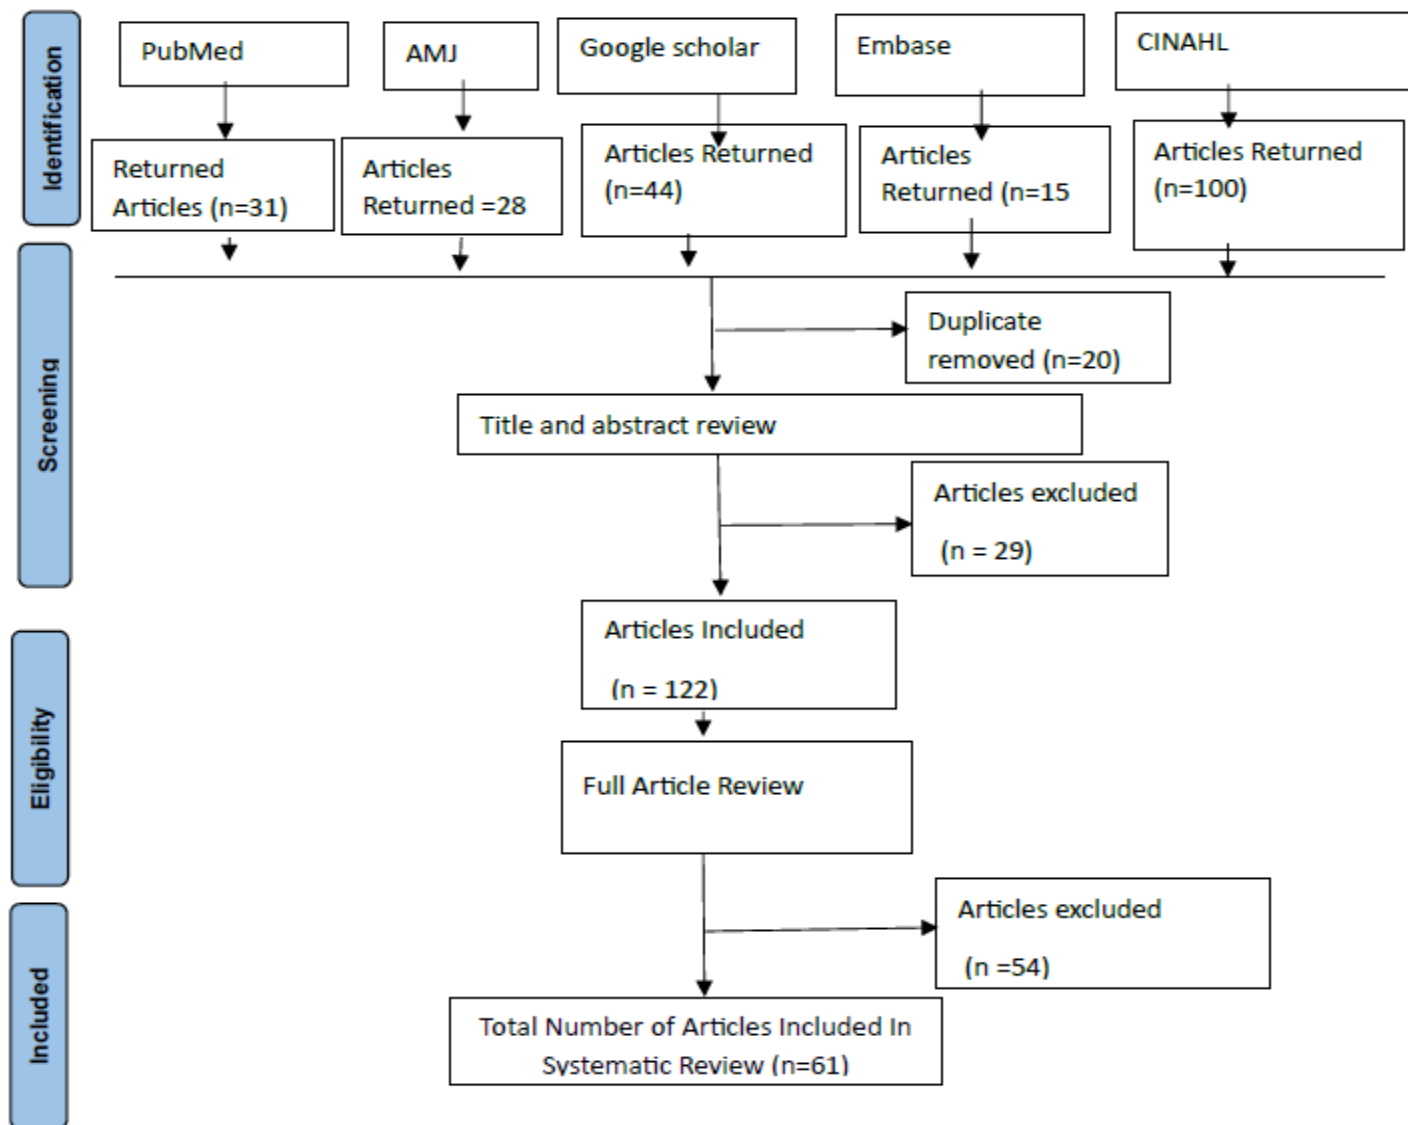 Identification
PubMed
AMJ
Google scholar
Embase
CINAHL
Returned
Articles (n=31)
Articles
Returned =28
Articles Returned
(n=44)
Articles
Returned (n=15
Articles Returned
(n=100)
Screening
Duplicate
removed (n=20)
Title and abstract review
Articles excluded
(n = 29)
Articles Included
(n = 122)
Eligibility
Full Article Review
Articles excluded
(n =54)
Included
Total Number of Articles Included In
Systematic Review (n=61)